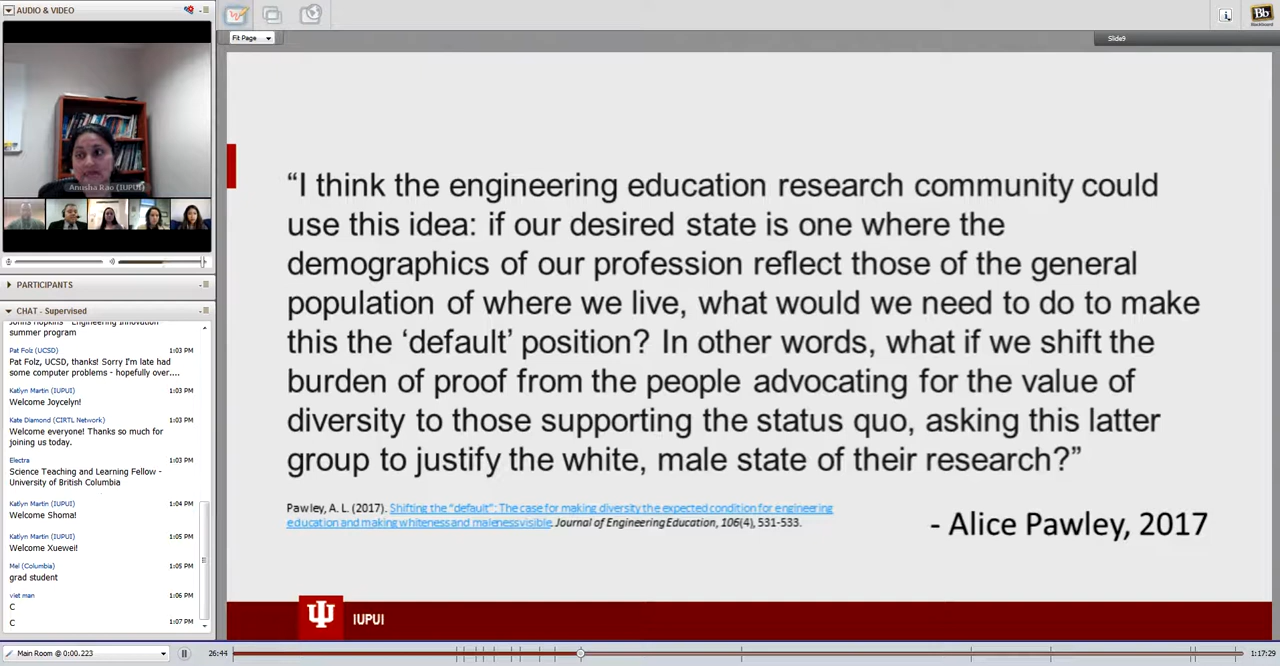 AUDIO & VIDEO
Fit Page
Slide9
Bb
Blackboard
Anusha Rao (IUPUI)
PARTICIPANTS
CHAT - Supervised
Johns Hopkins - Engineering Innovation
summer program
Pat Folz (UCSD) 1:03 PM
Pat Folz, UCSD, thanks! Sorry I'm late had
some computer problems - hopefully over....
Katlyn Martin (IUPUI) 1:03 PM
Welcome Joycelyn!
Kate Diamond (CIRTL Network) 1:03 PM
Welcome everyone! Thanks so much for
joining us today.
Electra 1:03 PM
Science Teaching and Learning Fellow -
University of British Columbia
Katlyn Martin (IUPUI) 1:04 PM
Welcome Shoma!
Katlyn Martin (IUPUI) 1:05 PM
Welcome Xuewei!
Mel (Columbia) 1:05 PM
grad student
viet man 1:06 PM
C
C 1:07 PM
“I think the engineering education research community could
use this idea: if our desired state is one where the
demographics of our profession reflect those of the general
population of where we live, what would we need to do to make
this the ‘default’ position? In other words, what if we shift the
burden of proof from the people advocating for the value of
diversity to those supporting the status quo, asking this latter
group to justify the white, male state of their research?”
Pawley, A. L. (2017). Shifting the "default": The case for making diversity the expected condition for engineering
education and making whiteness and maleness visible. Journal of Engineering Education, 106(4), 531-533.
- Alice Pawley, 2017
IUPUI
Main Room @ 0:00.223
26:44
1:17:29